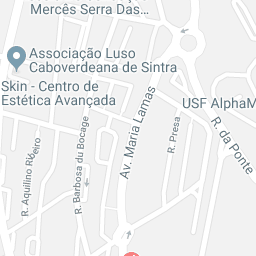 Mercês Serra Das...
Associação Luso
Caboverdeana de Sintra
Skin - Centro de
Estética Avançada
USF AlphaM
Av. Maria Lamas
R. Presa
R. da Ponte
R. Barbosa du Bocage
R. Aquilino Ribeiro